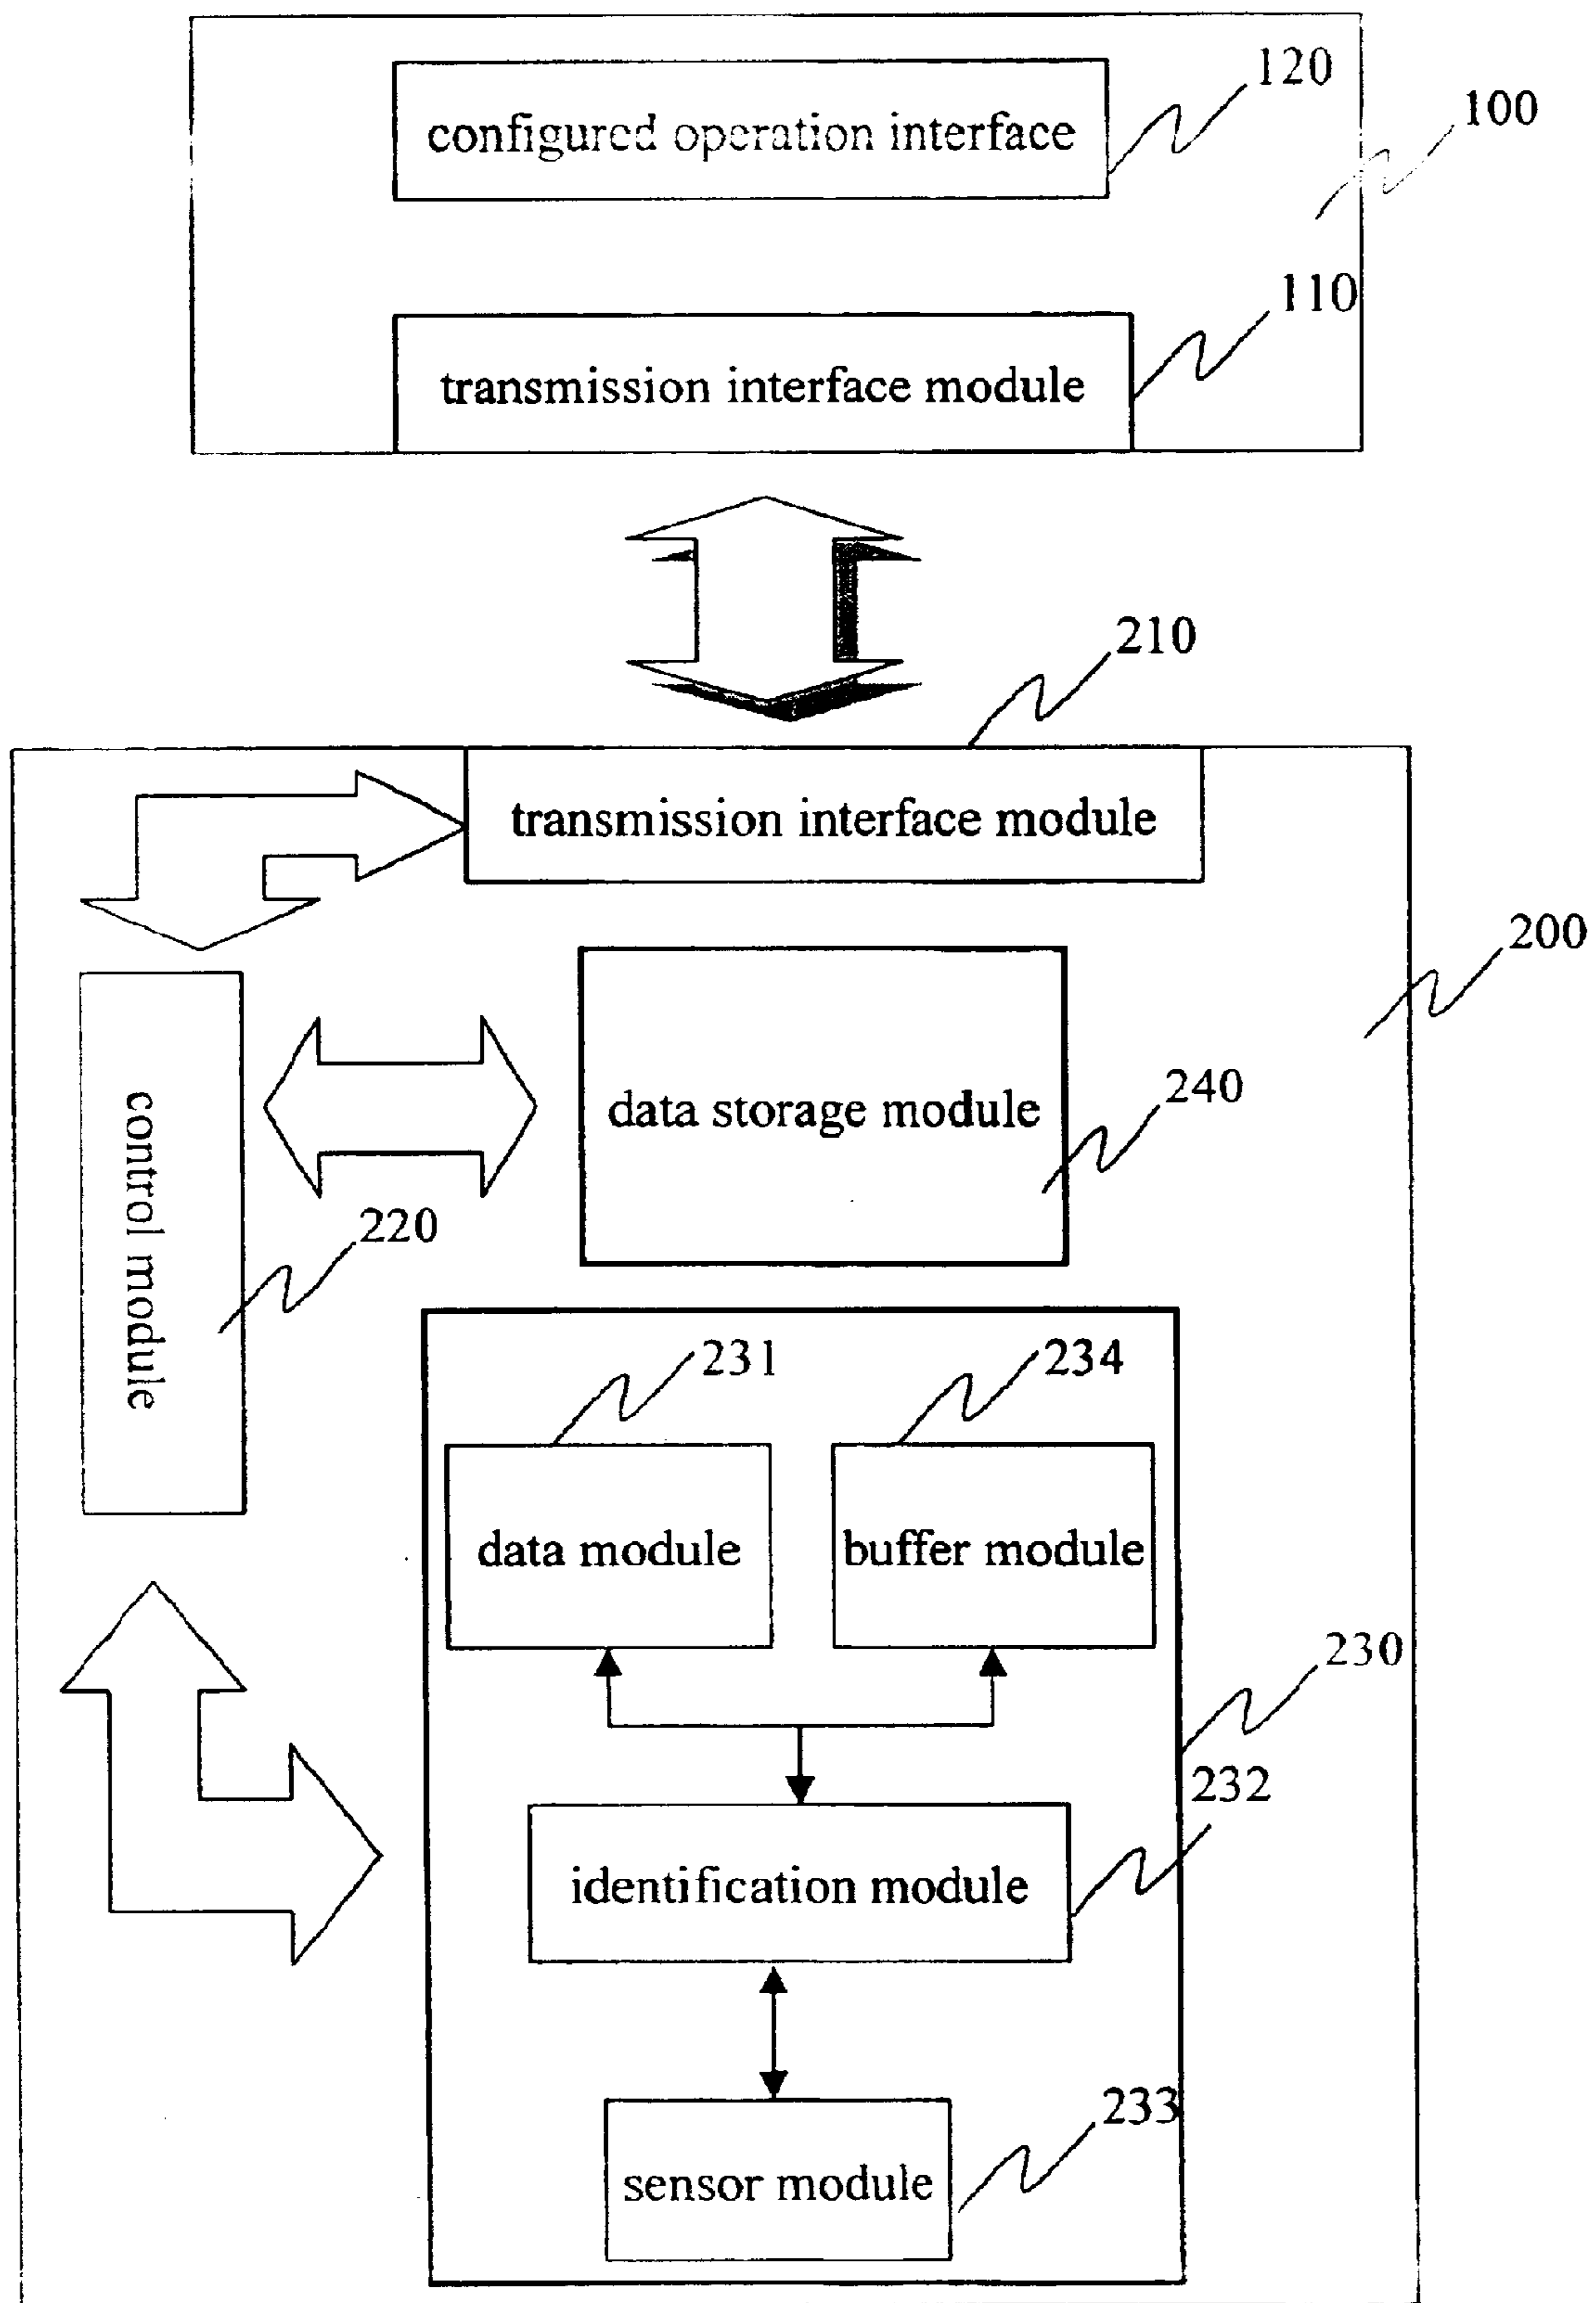 120
configured operation interface
100
110
transmission interface module
210
transmission interface module
200
240
data storage module
control module
220
231
234
data module
buffer module
230
232
identification module
233
sensor module